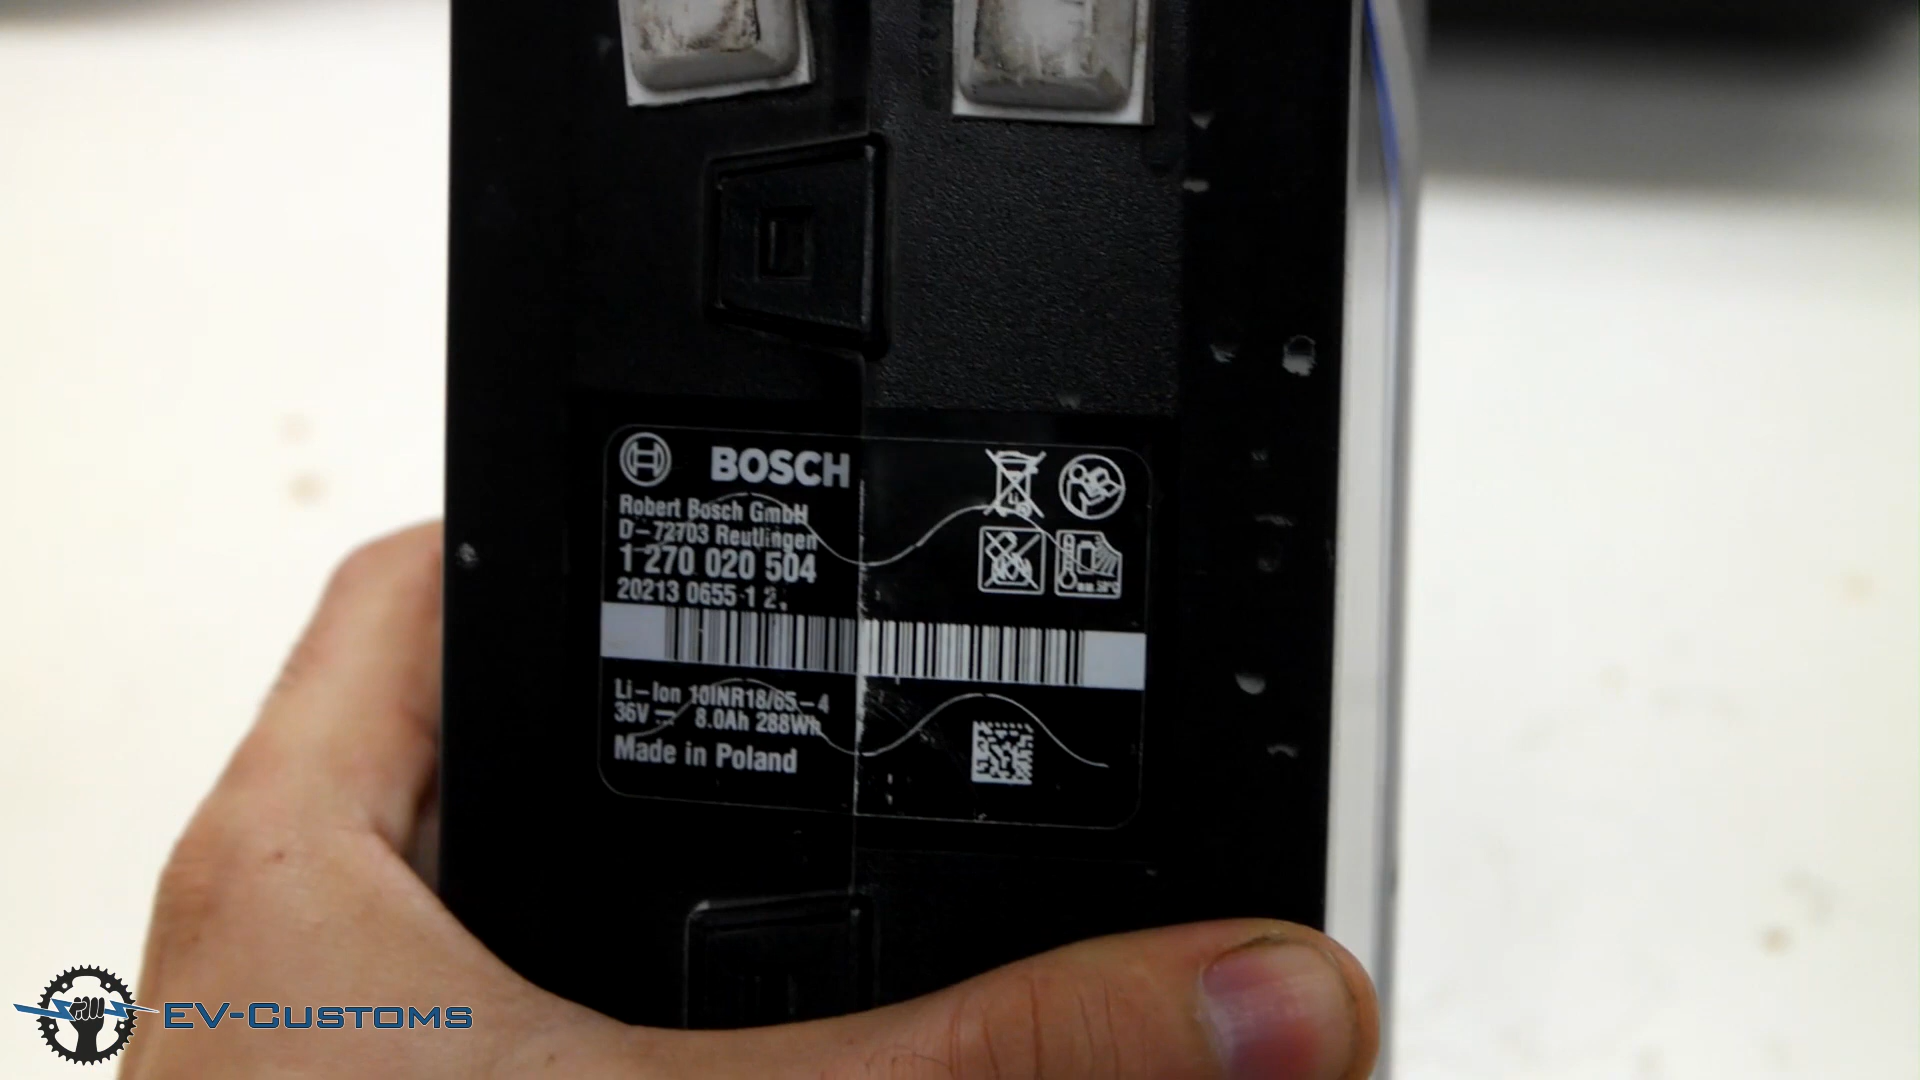 BOSCH
Robert Bosch GmbH
D-72703 Reutlingen
1 270 020 504
20213 0655 1 2
Li-Ion 10INR18/65-4
36V 8.0Ah 288Wh
Made in Poland
EV-CUSTOMS